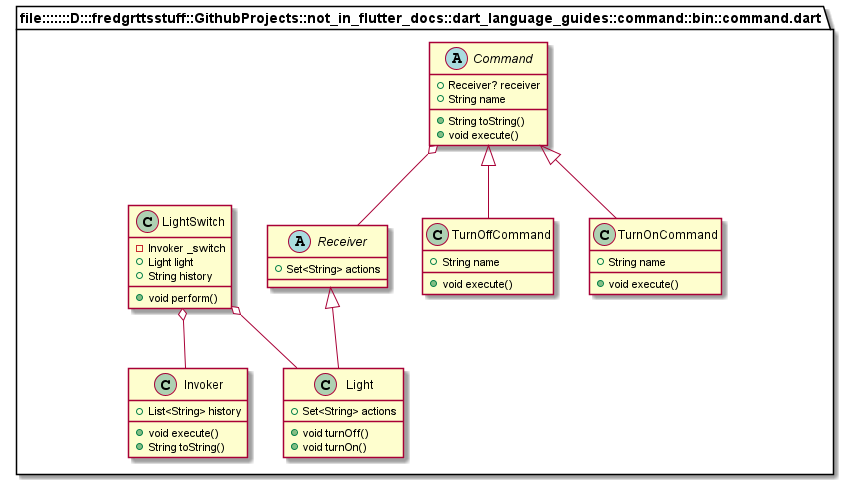 file:::::::D:::fredgrttsstuff::GithubProjects::not_in_flutter_docs::dart_language_guides::command::bin::command.dart
A Command
Receiver? receiver
String name
String toString()
void execute()
C LightSwitch
Invoker _switch
Light light
String history
void perform()
A Receiver
Set<String> actions
C TurnOffCommand
String name
void execute()
C TurnOnCommand
String name
void execute()
C Invoker
List<String> history
void execute()
String toString()
C Light
Set<String> actions
void turnOff()
void turnOn()